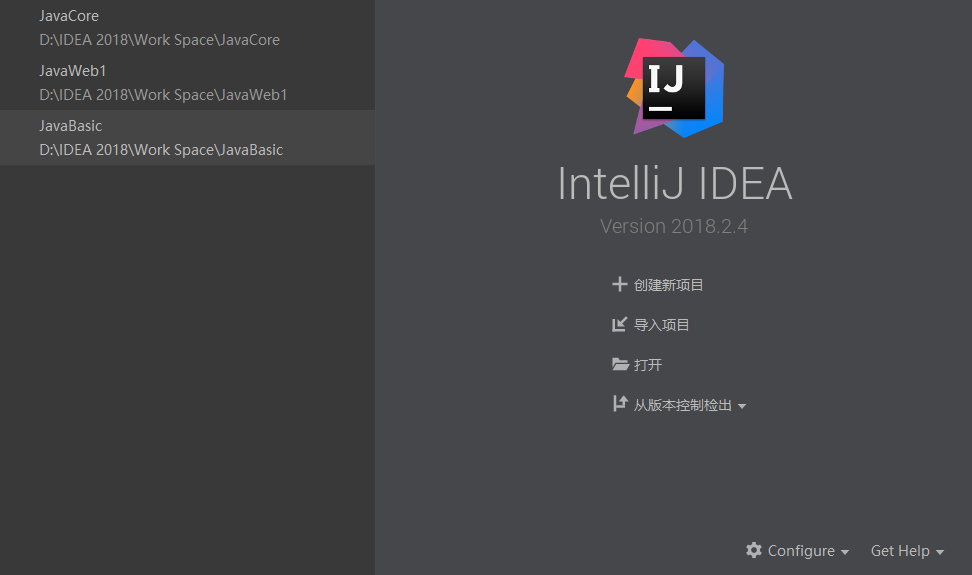 JavaCore
D:\IDEA 2018\Work Space\JavaCore
JavaWeb1
D:\IDEA 2018\Work Space\JavaWeb1
JavaBasic
D:\IDEA 2018\Work Space\JavaBasic
IJ
IntelliJ IDEA
Version 2018.2.4
创建新项目
导入项目
打开
从版本控制检出
Configure
Get Help